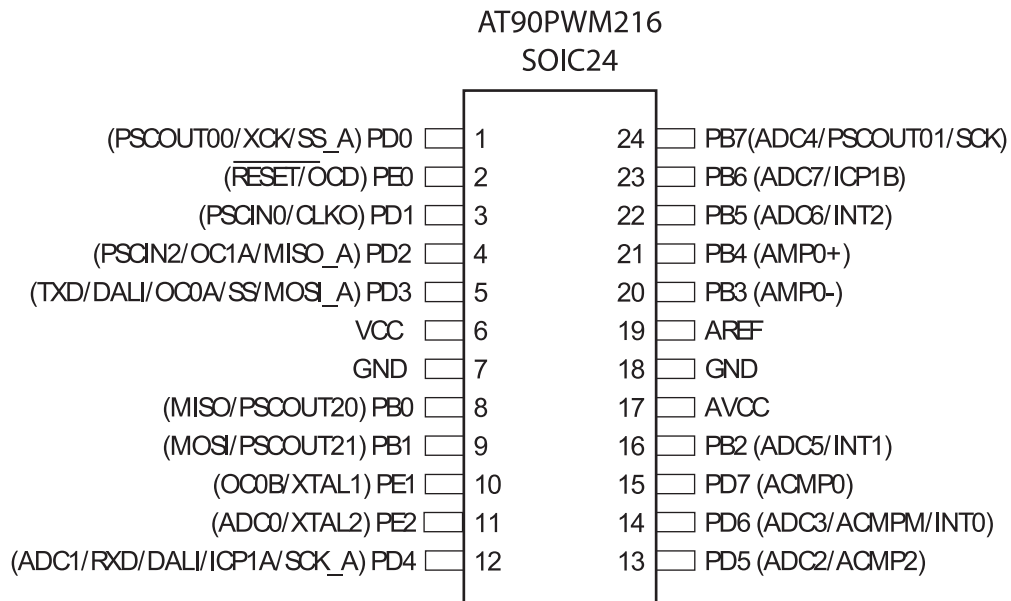 AT90PWM216
SOIC24
(PSCOUT00/XCK/SS_A) PD0 1 24 PB7(ADC4/PSCOUT01/SCK)
(RESET/OCD) PE0 2 23 PB6 (ADC7/ICP1B)
(PSCIN0/CLKO) PD1 3 22 PB5 (ADC6/INT2)
(PSCIN2/OC1A/MISO_A) PD2 4 21 PB4 (AMP0+)
(TXD/DALI/OC0A/SS/MOSI_A) PD3 5 20 PB3 (AMP0-)
VCC 6 19 AREF
GND 7 18 GND
(MISO/PSCOUT20) PB0 8 17 AVCC
(MOSI/PSCOUT21) PB1 9 16 PB2 (ADC5/INT1)
(OC0B/XTAL1) PE1 10 15 PD7 (ACMP0)
(ADC0/XTAL2) PE2 11 14 PD6 (ADC3/ACMPM/INT0)
(ADC1/RXD/DALI/ICP1A/SCK_A) PD4 12 13 PD5 (ADC2/ACMP2)